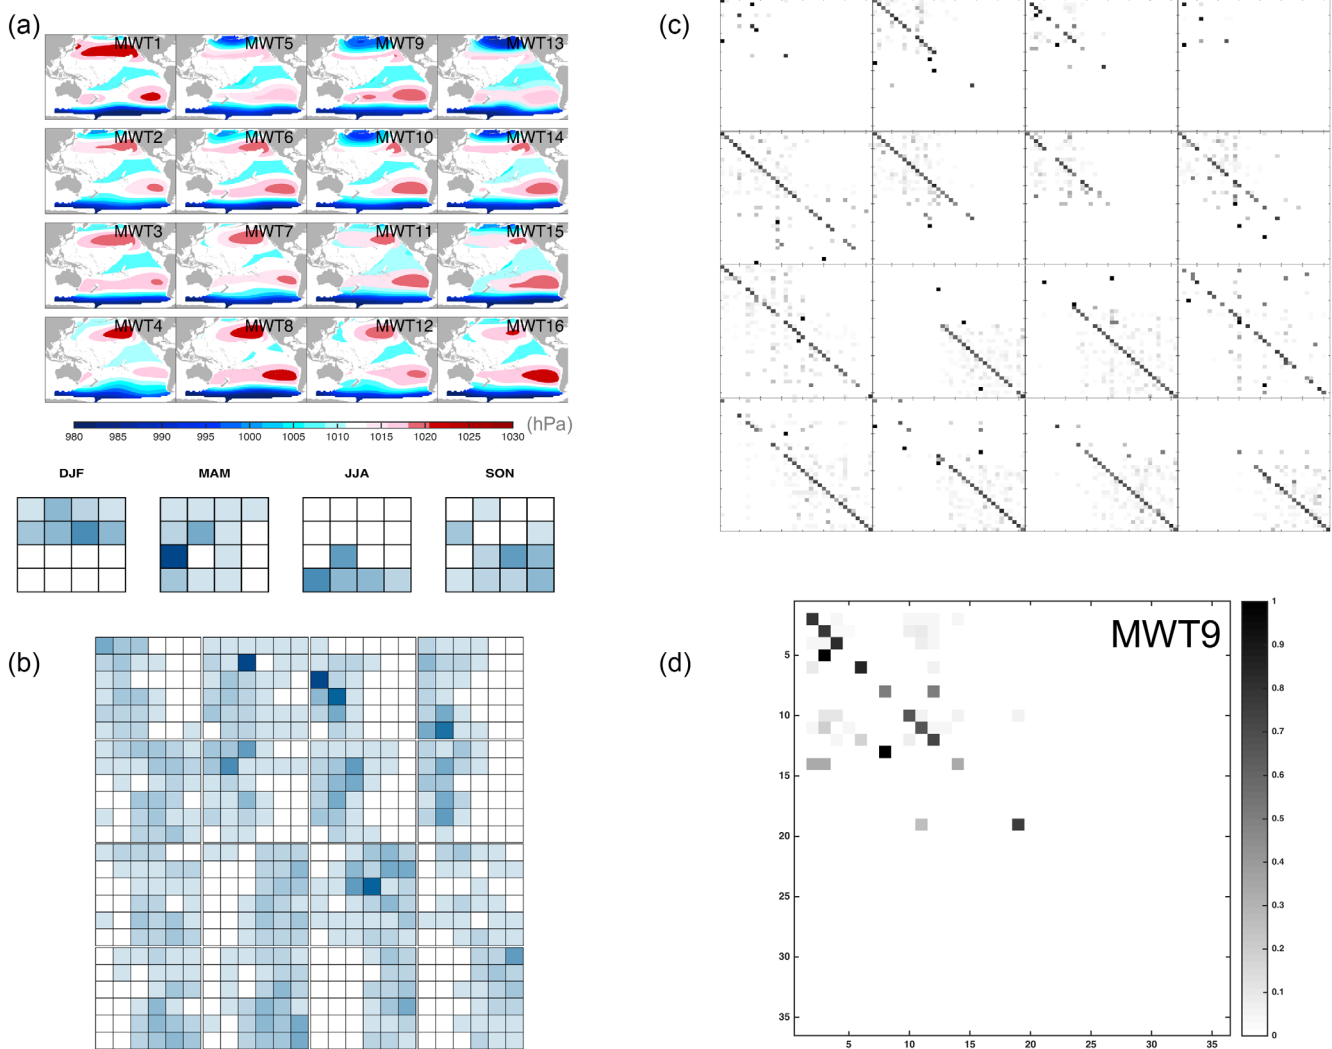 (a)
MWT1 MWT5 MWT9 MWT13
MWT2 MWT6 MWT10 MWT14
MWT3 MWT7 MWT11 MWT15
MWT4 MWT8 MWT12 MWT16
980 985 990 995 1000 1005 1010 1015 1020 1025 1030 (hPa)
DJF MAM JJA SON
(b)
(c)
(d)
MWT9
5
10
15
20
25
30
35
5 10 15 20 25 30 35
1
0.9
0.8
0.7
0.6
0.5
0.4
0.3
0.2
0.1
0